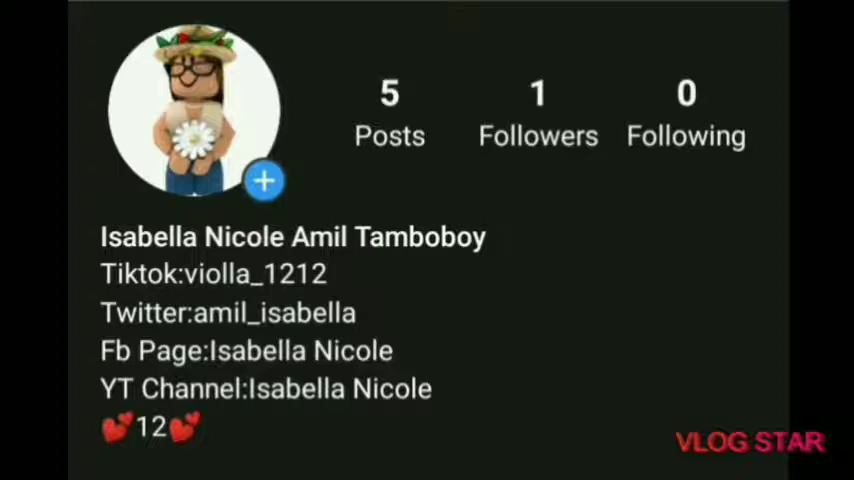 5 1 0
Posts Followers Following
Isabella Nicole Amil Tamboboy
Tiktok:violla_1212
Twitter:amil_isabella
Fb Page:Isabella Nicole
YT Channel:Isabella Nicole
💕12💕
VLOG STAR